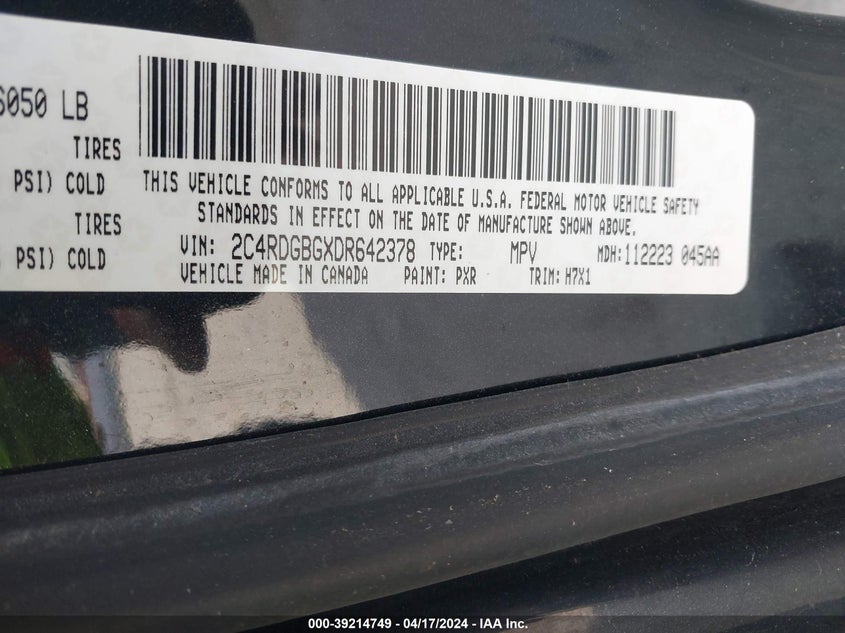 6050 LB
TIRES
PSI) COLD
TIRES
PSI) COLD
THIS VEHICLE CONFORMS TO ALL APPLICABLE U.S.A. FEDERAL MOTOR VEHICLE SAFETY
STANDARDS IN EFFECT ON THE DATE OF MANUFACTURE SHOWN ABOVE.
VIN: 2C4RDGBGXDR642378 TYPE: MPV MDH:112223 045AA
VEHICLE MADE IN CANADA PAINT: PXR TRIM: H7X1
000-39214749 - 04/17/2024 - IAA Inc.